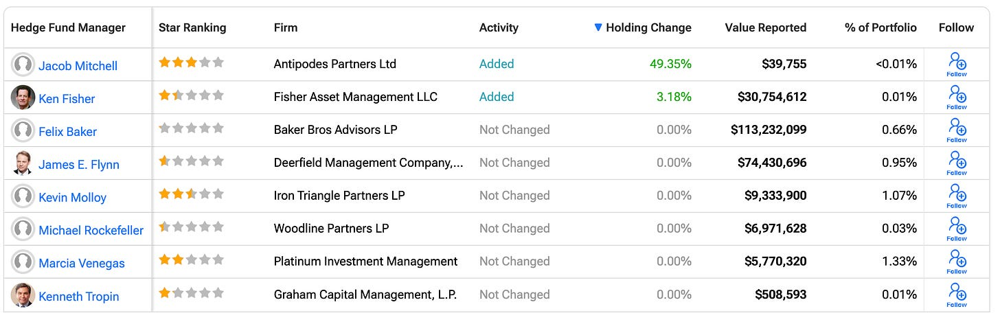 Hedge Fund Manager Star Ranking Firm Activity ▼ Holding Change Value Reported % of Portfolio Follow
Jacob Mitchell Antipodes Partners Ltd Added 49.35% $39,755 <0.01% Follow
Ken Fisher Fisher Asset Management LLC Added 3.18% $30,754,612 0.01% Follow
Felix Baker Baker Bros Advisors LP Not Changed 0.00% $113,232,099 0.66% Follow
James E. Flynn Deerfield Management Company,... Not Changed 0.00% $74,430,696 0.95% Follow
Kevin Molloy Iron Triangle Partners LP Not Changed 0.00% $9,333,900 1.07% Follow
Michael Rockefeller Woodline Partners LP Not Changed 0.00% $6,971,628 0.03% Follow
Marcia Venegas Platinum Investment Management Not Changed 0.00% $5,770,320 1.33% Follow
Kenneth Tropin Graham Capital Management, L.P. Not Changed 0.00% $508,593 0.01% Follow